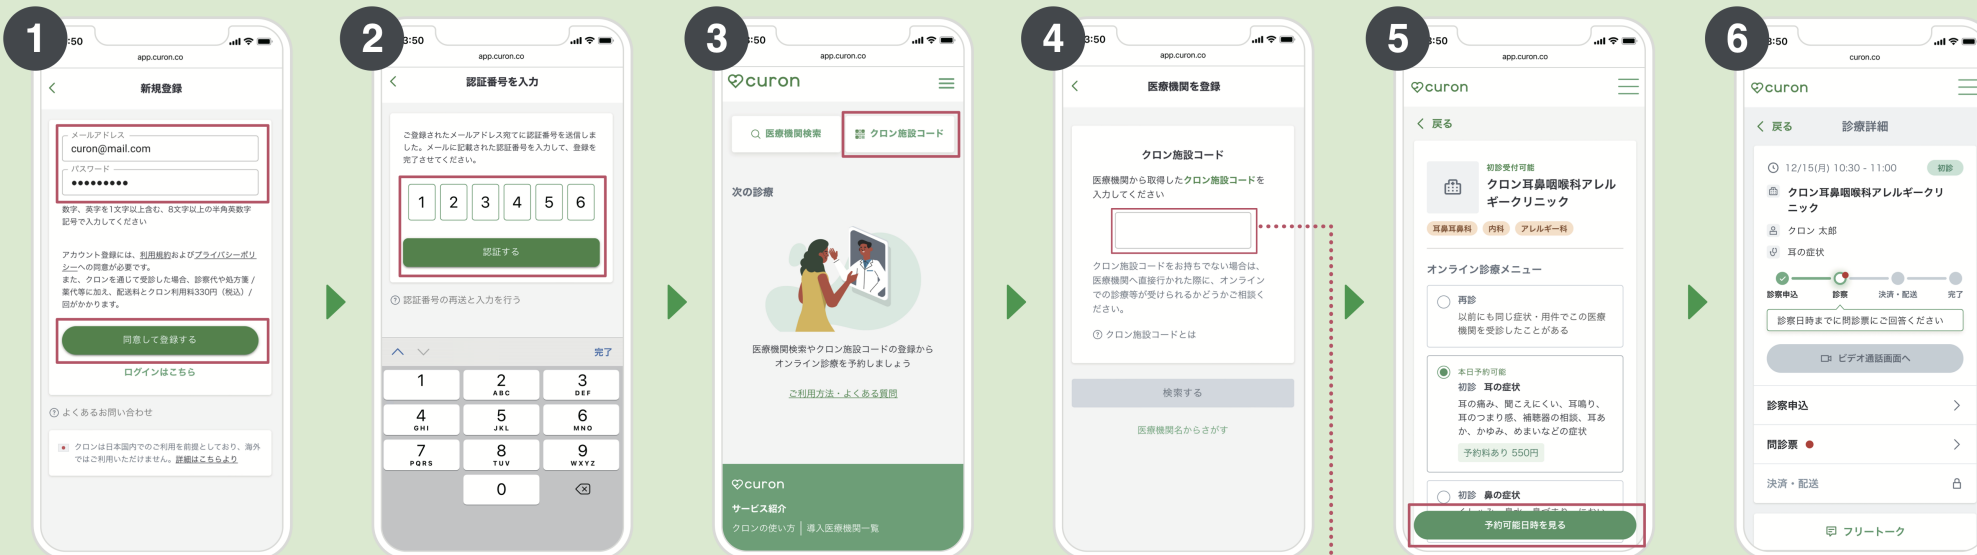 1
:50
app.curon.co
新規登録
メールアドレス
curon@mail.com
パスワード
数字、英字を1文字以上含む、8文字以上の半角英数字
記号で入力してください
アカウント登録には、利用規約およびプライバシーポリ
シーへの同意が必要です。
また、クロンを通じて受診した場合、診察代や処方箋 /
薬代等に加え、配送料とクロン利用料330円（税込）/
回がかかります。
同意して登録する
ログインはこちら
よくあるお問い合わせ
クロンは日本国内でのご利用を前提としており、海外
ではご利用いただけません。詳細はこちらより
2
3:50
app.curon.co
認証番号を入力
ご登録されたメールアドレス宛てに認証番号を送信しま
した。メールに記載された認証番号を入力して、登録を
完了させてください。
1 2 3 4 5 6
認証する
認証番号の再送と入力を行う
完了
1 2 3
ABC DEF
4 5 6
GHI JKL MNO
7 8 9
PQRS TUV WXYZ
0
3
:50
app.curon.co
curon
医療機関検索 クロン施設コード
次の診療
医療機関検索やクロン施設コードの登録から
オンライン診療を予約しましょう
ご利用方法・よくある質問
curon
サービス紹介
クロンの使い方 | 導入医療機関一覧
4
3:50
app.curon.co
医療機関を登録
クロン施設コード
医療機関から取得したクロン施設コードを
入力してください
クロン施設コードをお持ちでない場合は、
医療機関へ直接行かれた際に、オンライン
での診療等が受けられるかどうかご相談く
ださい。
クロン施設コードとは
検索する
医療機関名からさがす
5
:50
app.curon.co
curon
戻る
初診受付可能
クロン耳鼻咽喉科アレル
ギークリニック
耳鼻耳鼻科 内科 アレルギー科
オンライン診療メニュー
再診
以前にも同じ症状・用件でこの医療
機関を受診したことがある
本日予約可能
初診 耳の症状
耳の痛み、聞こえにくい、耳鳴り、
耳のつまり感、補聴器の相談、耳あ
か、かゆみ、めまいなどの症状
予約料あり 550円
初診 鼻の症状
予約可能日時を見る
6
:50
curon.co
curon
戻る 診療詳細
12/15(月) 10:30 - 11:00 初診
クロン耳鼻咽喉科アレルギークリ
ニック
クロン 太郎
耳の症状
診察申込 診察 決済・配送 完了
診察日時までに問診票にご回答ください
ビデオ通話画面へ
診察申込
問診票
決済・配送
フリートーク